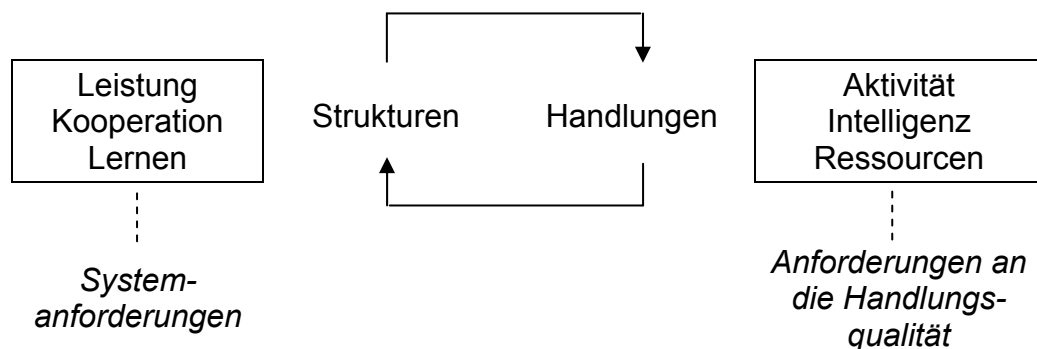 Leistung
Kooperation
Lernen
Strukturen
Handlungen
Aktivität
Intelligenz
Ressourcen
System-
anforderungen
Anforderungen an
die Handlungs-
qualität